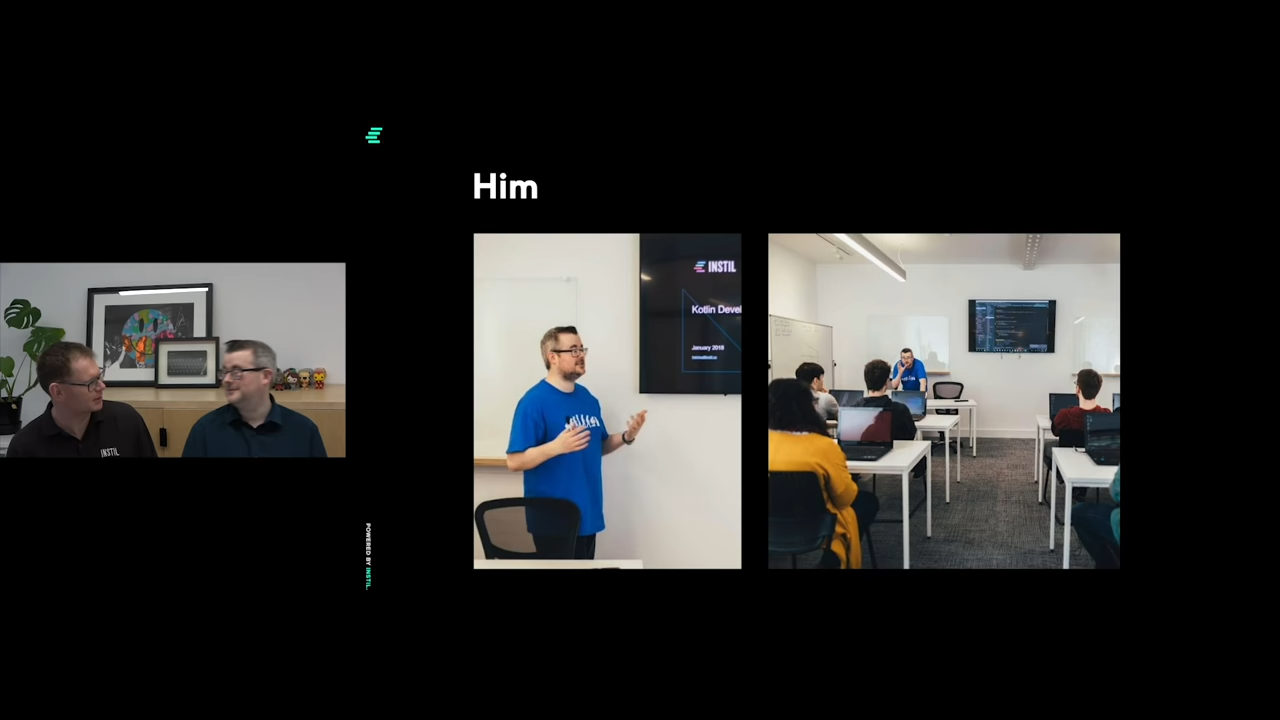 Him
INSTIL
Kotlin Devel
January 2018
INSTIL
POWERED BY INSTIL.